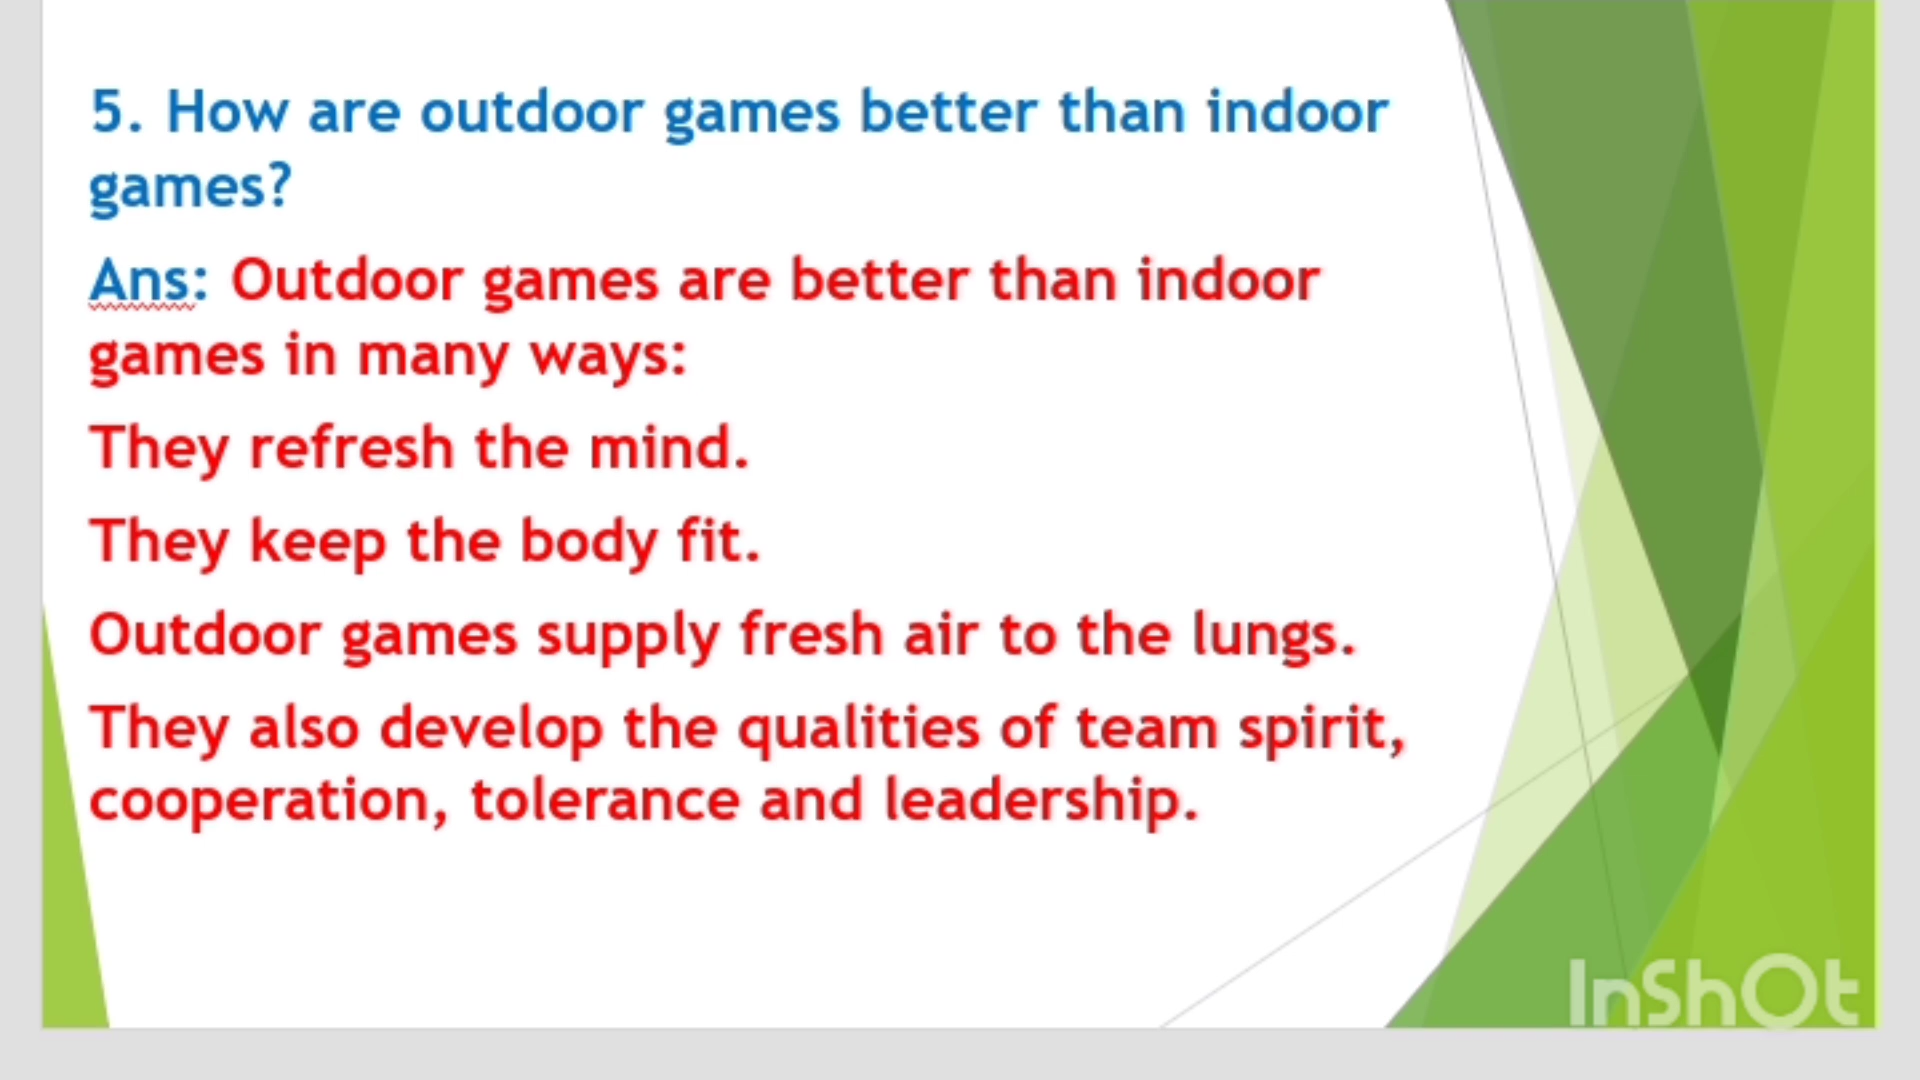 5. How are outdoor games better than indoor
games?
Ans: Outdoor games are better than indoor
games in many ways:
They refresh the mind.
They keep the body fit.
Outdoor games supply fresh air to the lungs.
They also develop the qualities of team spirit,
cooperation, tolerance and leadership.
InShOt